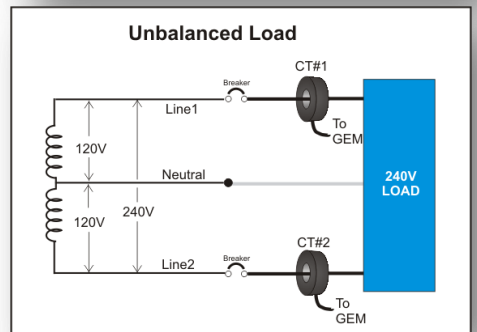 Unbalanced Load
CT#1
Breaker
Line1
To
GEM
120V
Neutral
240V
LOAD
120V
240V
CT#2
Breaker
Line2
To
GEM